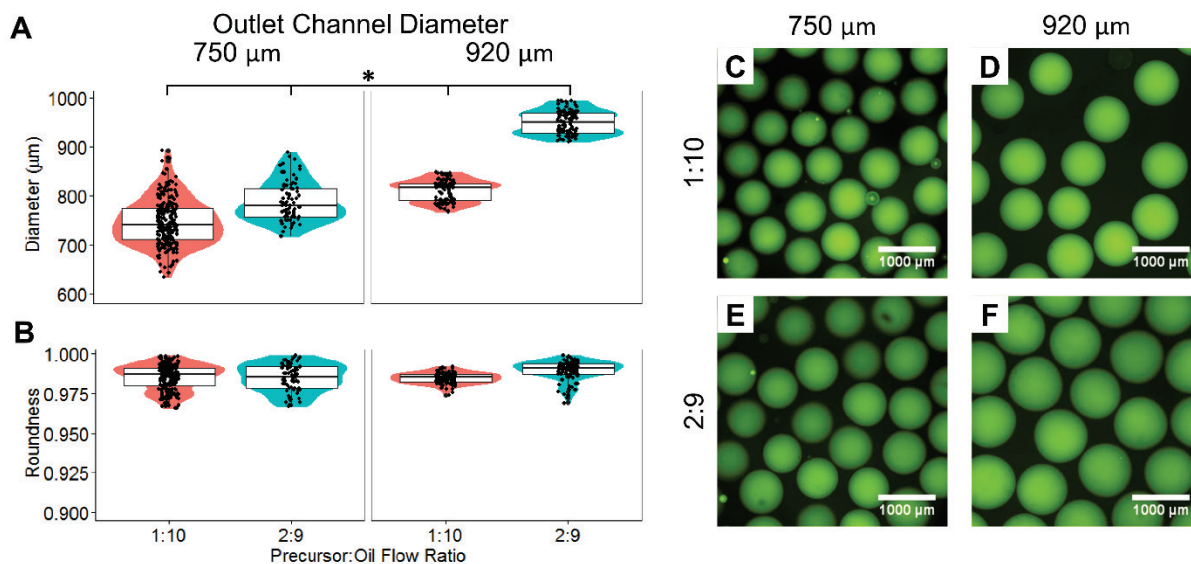 A
Outlet Channel Diameter
750 µm 920 µm
*
Diameter (µm)
1000
900
800
700
600
B
Roundness
1.000
0.975
0.950
0.925
0.900
1:10 2:9 1:10 2:9
Precursor:Oil Flow Ratio
750 µm 920 µm
1:10
C
1000 µm
D
1000 µm
2:9
E
1000 µm
F
1000 µm